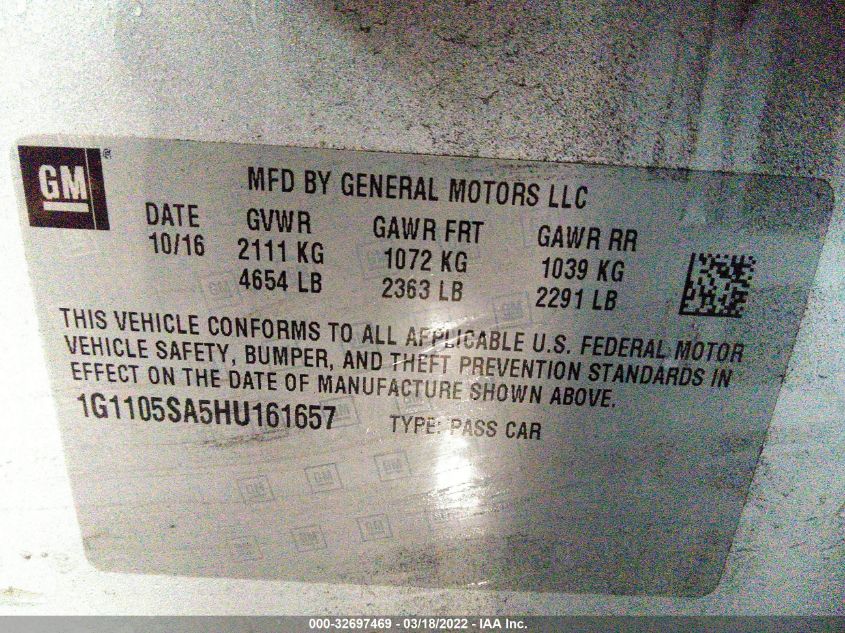 GM ®
MFD BY GENERAL MOTORS LLC
DATE GVWR GAWR FRT GAWR RR
10/16 2111 KG 1072 KG 1039 KG
4654 LB 2363 LB 2291 LB
THIS VEHICLE CONFORMS TO ALL APPLICABLE U.S. FEDERAL MOTOR
VEHICLE SAFETY, BUMPER, AND THEFT PREVENTION STANDARDS IN
EFFECT ON THE DATE OF MANUFACTURE SHOWN ABOVE.
1G1105SA5HU161657 TYPE: PASS CAR
000-32697469 — 03/18/2022 — IAA Inc.